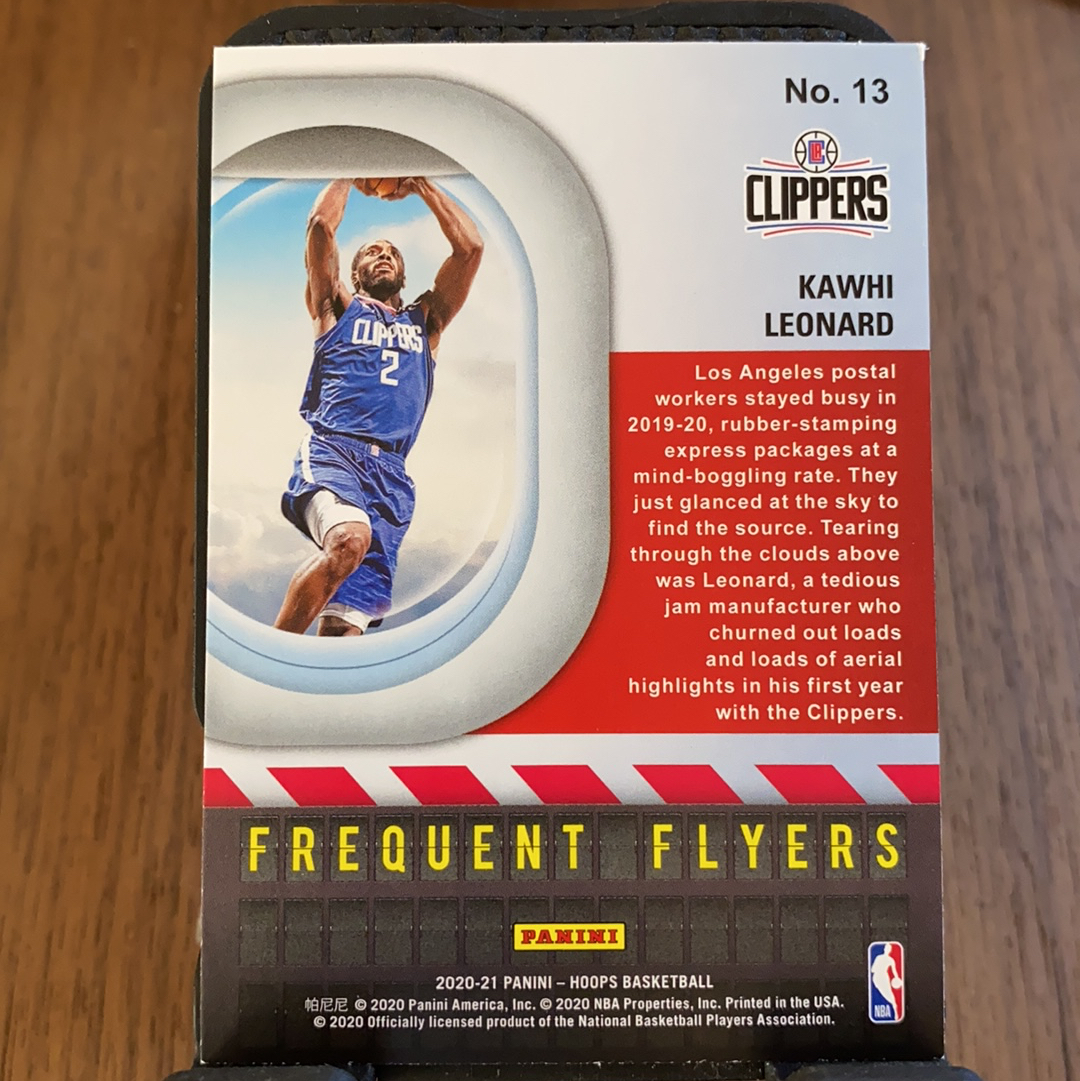 No. 13
CLIPPERS
KAWHI
LEONARD
CLIPPERS
2
Los Angeles postal
workers stayed busy in
2019-20, rubber-stamping
express packages at a
mind-boggling rate. They
just glanced at the sky to
find the source. Tearing
through the clouds above
was Leonard, a tedious
jam manufacturer who
churned out loads
and loads of aerial
highlights in his first year
with the Clippers.
FREQUENT FLYERS
PANINI
2020-21 PANINI – HOOPS BASKETBALL
帕尼尼 © 2020 Panini America, Inc. © 2020 NBA Properties, Inc. Printed in the USA.
© 2020 Officially licensed product of the National Basketball Players Association.
NBA